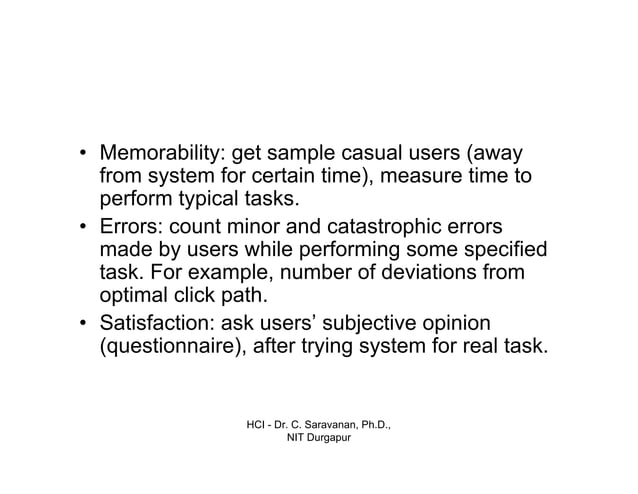 • Memorability: get sample casual users (away
from system for certain time), measure time to
perform typical tasks.
• Errors: count minor and catastrophic errors
made by users while performing some specified
task. For example, number of deviations from
optimal click path.
• Satisfaction: ask users’ subjective opinion
(questionnaire), after trying system for real task.
HCI - Dr. C. Saravanan, Ph.D.,
NIT Durgapur